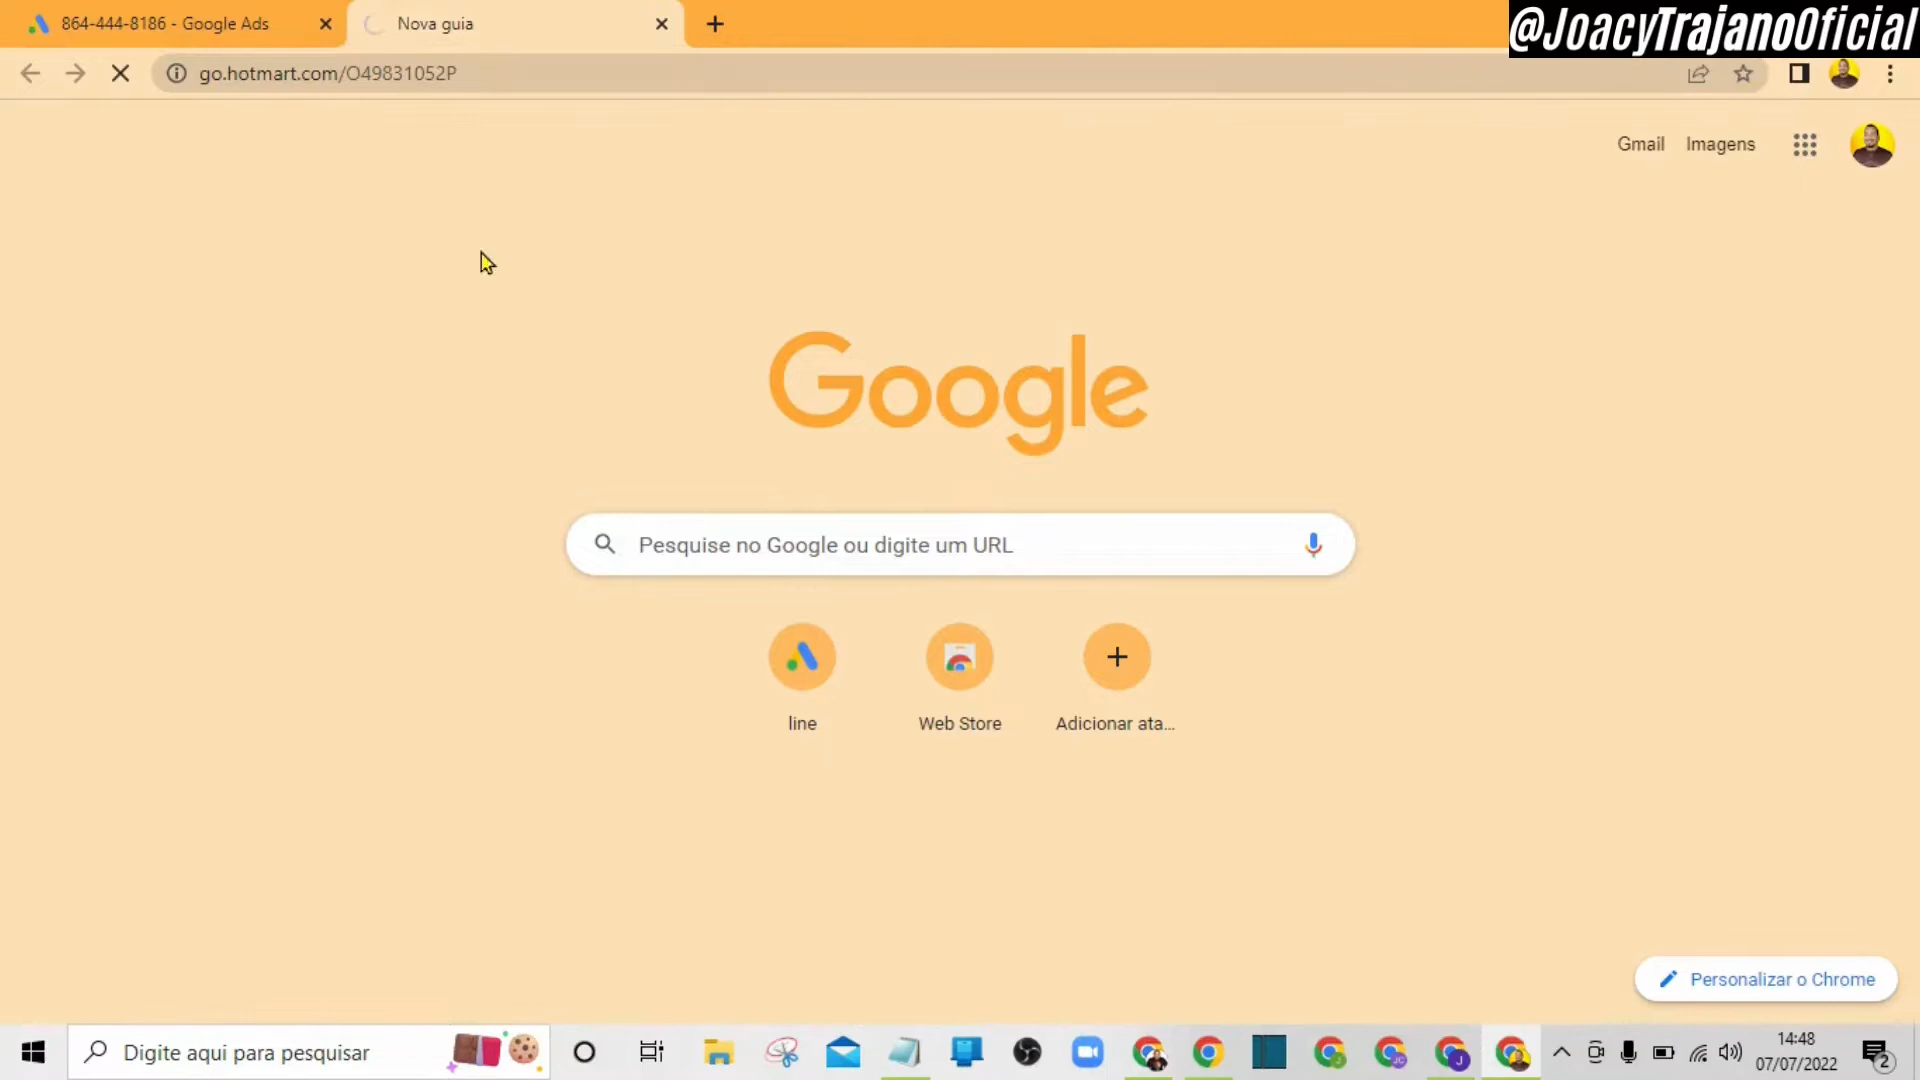 864-444-8186 - Google Ads
Nova guia
@JoacyTrajanoOficial
go.hotmart.com/O49831052P
Gmail
Imagens
Google
Pesquise no Google ou digite um URL
line
Web Store
Adicionar ata...
Personalizar o Chrome
Digite aqui para pesquisar
JC
J
14:48
07/07/2022
2